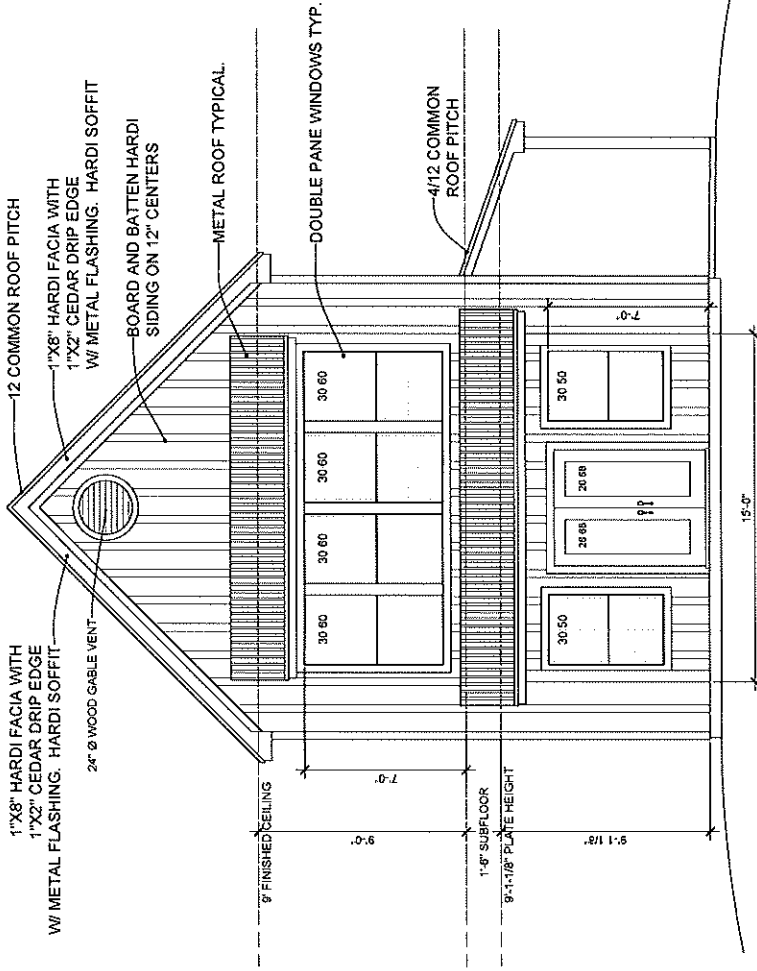 12 COMMON ROOF PITCH
1"X8" HARDI FACIA WITH
1"X2" CEDAR DRIP EDGE
W/ METAL FLASHING. HARDI SOFFIT
BOARD AND BATTEN HARDI
SIDING ON 12" CENTERS
METAL ROOF TYPICAL.
DOUBLE PANE WINDOWS TYP.
4/12 COMMON
ROOF PITCH
1"X8" HARDI FACIA WITH
1"X2" CEDAR DRIP EDGE
W/ METAL FLASHING. HARDI SOFFIT
24" Ø WOOD GABLE VENT
9' FINISHED CEILING
9'-0"
7'-0"
30 60
30 60
30 60
30 60
1'-6" SUBFLOOR
9'-1-1/8" PLATE HEIGHT
9'-1 1/8"
30 50
26 68
26 68
30 50
7'-0"
15'-0"